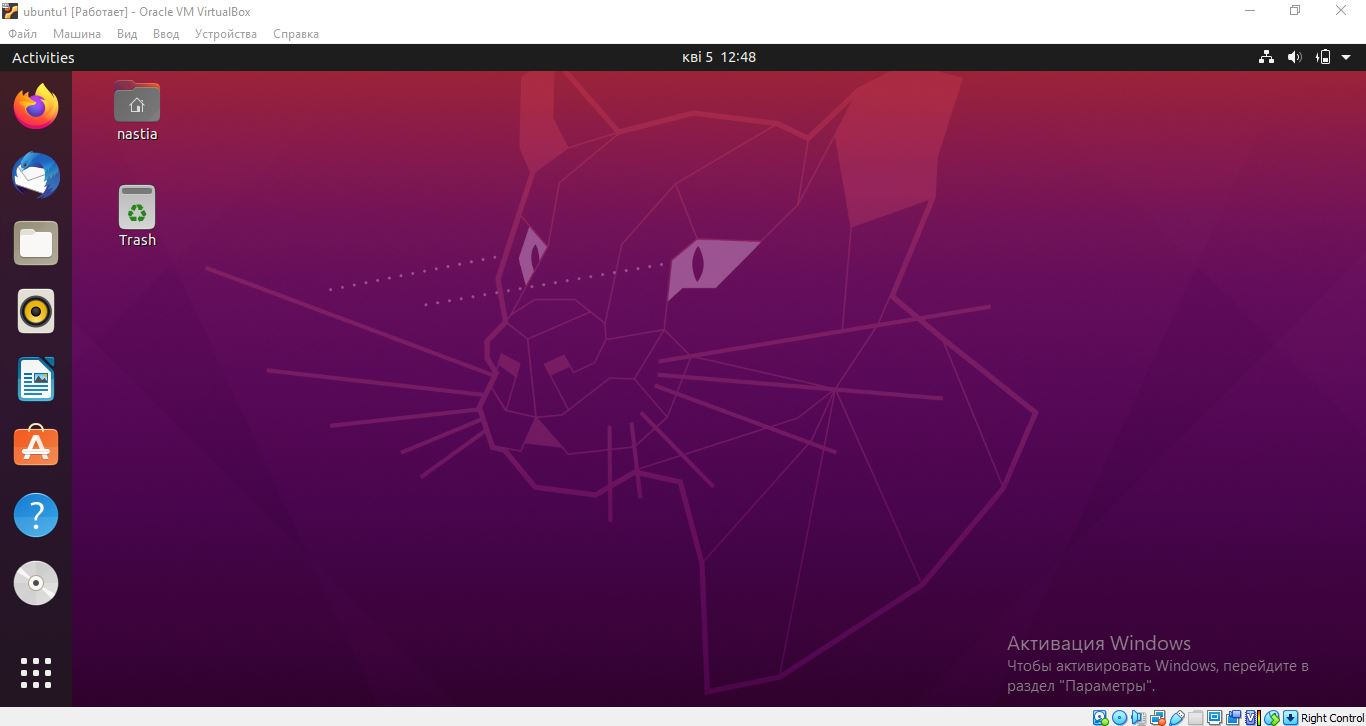 ubuntu1 [Работает] - Oracle VM VirtualBox
Файл Машина Вид Ввод Устройства Справка
Activities кві 5 12:48
nastia
Trash
Активация Windows
Чтобы активировать Windows, перейдите в
раздел "Параметры".
Right Control